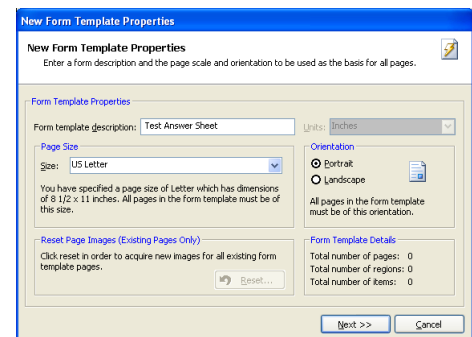 New Form Template Properties
New Form Template Properties
Enter a form description and the page scale and orientation to be used as the basis for all pages.
Form Template Properties
Form template description: Test Answer Sheet Units: Inches
Page Size
Size: US Letter
You have specified a page size of Letter which has dimensions
of 8 1/2 x 11 inches. All pages in the form template must be of
this size.
Orientation
Portrait
Landscape
All pages in the form template
must be of this orientation.
Reset Page Images (Existing Pages Only)
Click reset in order to acquire new images for all existing form
template pages.
Reset...
Form Template Details
Total number of pages: 0
Total number of regions: 0
Total number of items: 0
Next >> Cancel